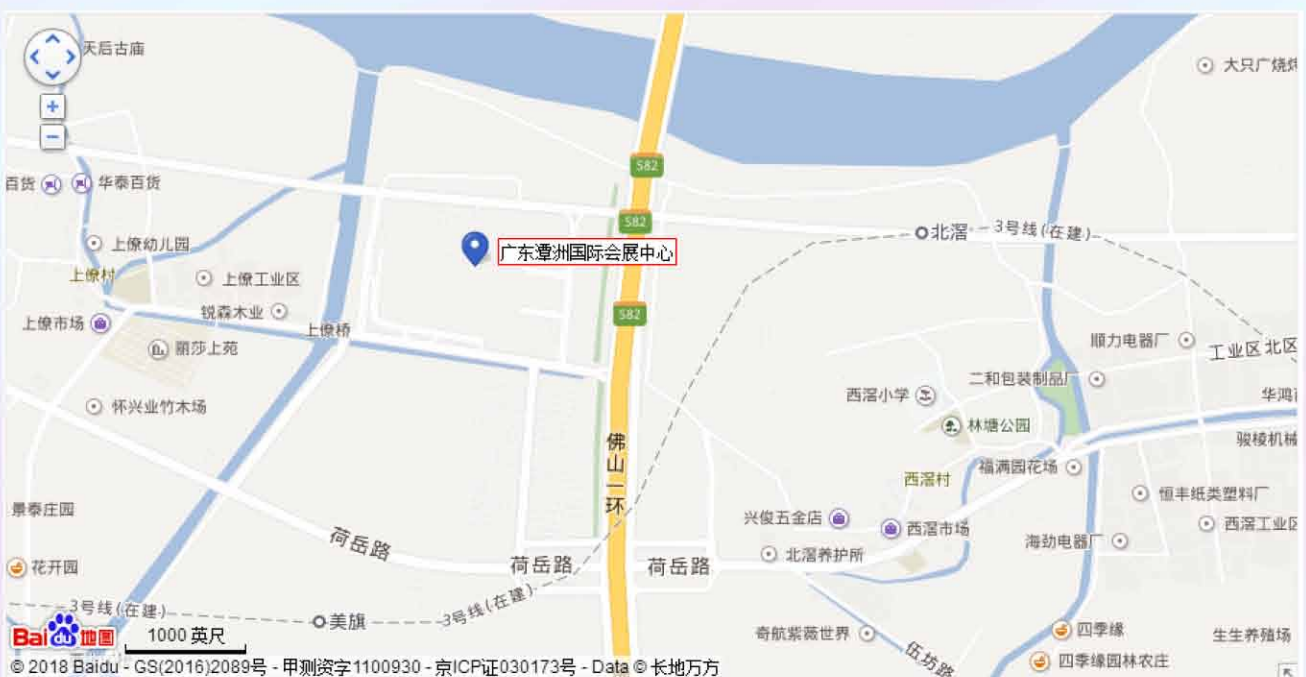 天后古庙
大只广烧烤
S82
百货
华泰百货
S82
北滘
3号线(在建)
上僚幼儿园
广东潭洲国际会展中心
上僚村
上僚工业区
锐森木业
S82
上僚市场
上僚桥
顺力电器厂
工业区北区
丽莎上苑
二和包装制品厂
西滘小学
华鸿
怀兴业竹木场
林塘公园
骏棱机械
佛山一环
福满园花场
西滘村
恒丰纸类塑料厂
景泰庄园
兴俊五金店
西滘市场
西滘工业区
荷岳路
海劲电器厂
北滘养护所
荷岳路
荷岳路
花开园
3号线(在建)
3号线(在建)
美旗
Bai du 地图
1000 英尺
奇航紫薇世界
四季缘
生生养殖场
伍坊路
四季缘园林农庄
© 2018 Baidu - GS(2016)2089号 - 甲测资字1100930 - 京ICP证030173号 - Data © 长地万方